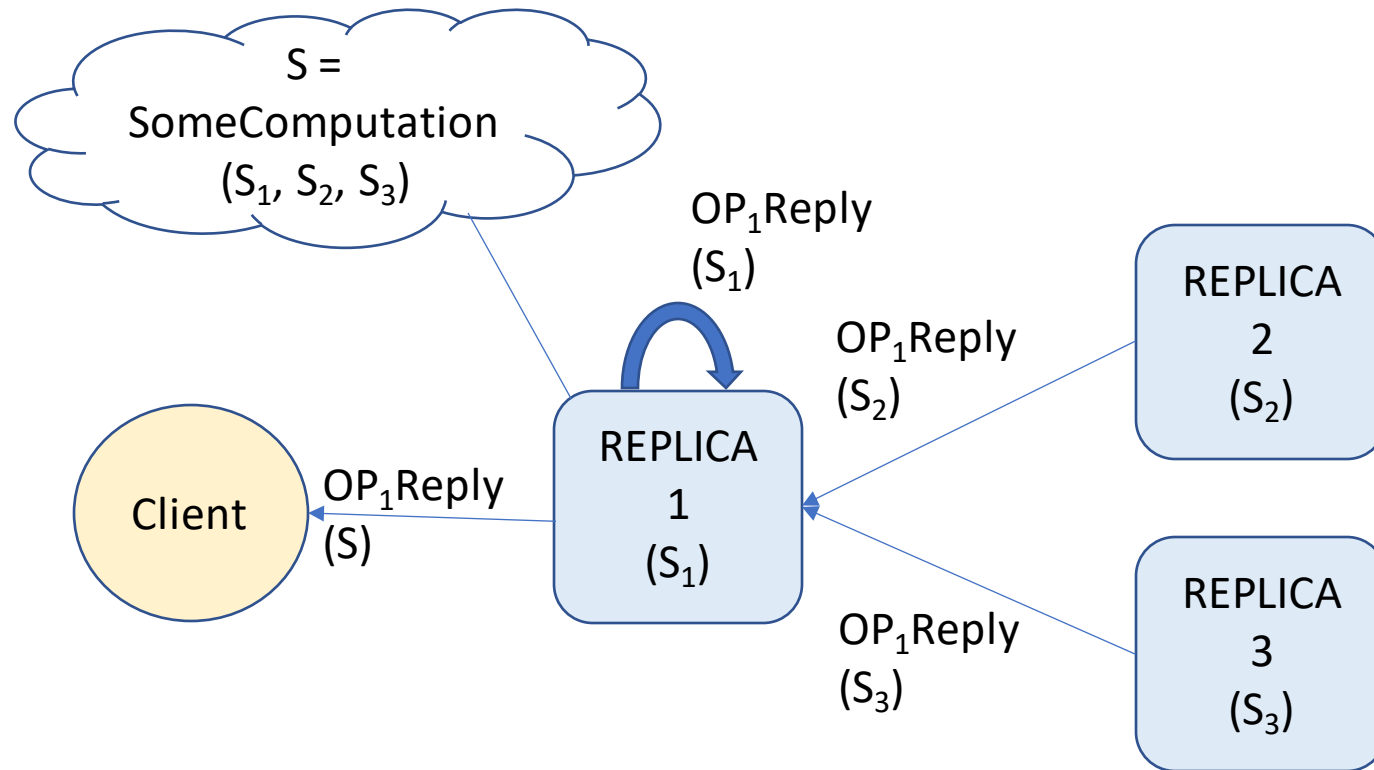 S =
SomeComputation
(S₁, S₂, S₃)
OP₁Reply
(S₁)
REPLICA
2
(S₂)
OP₁Reply
(S₂)
REPLICA
1
(S₁)
Client
OP₁Reply
(S)
OP₁Reply
(S₃)
REPLICA
3
(S₃)